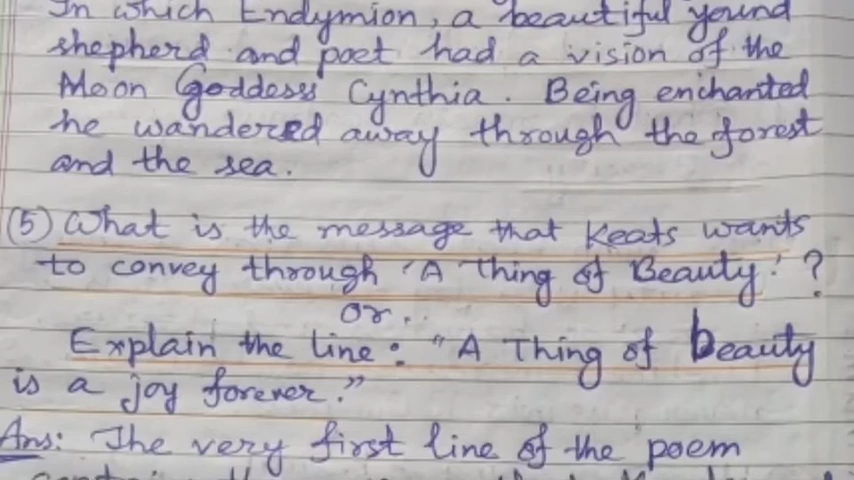 In which Endymion, a beautiful yound
shepherd and poet had a vision of the
Moon Goddess Cynthia. Being enchanted
he wandered away through the forest
and the sea.
(5) What is the message that Keats wants
to convey through 'A Thing of Beauty.' ?
or..
Explain the line: "A Thing of beauty
is a joy forever."
Ans: The very first line of the poem